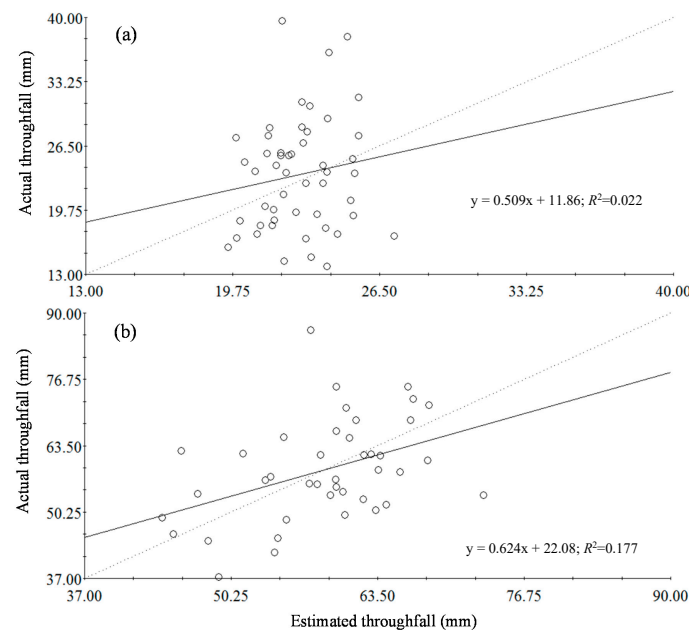 (a)
Actual throughfall (mm)
40.00
33.25
26.50
19.75
13.00
y = 0.509x + 11.86; R²=0.022
13.00 19.75 26.50 33.25 40.00
(b)
Actual throughfall (mm)
90.00
76.75
63.50
50.25
37.00
y = 0.624x + 22.08; R²=0.177
37.00 50.25 63.50 76.75 90.00
Estimated throughfall (mm)